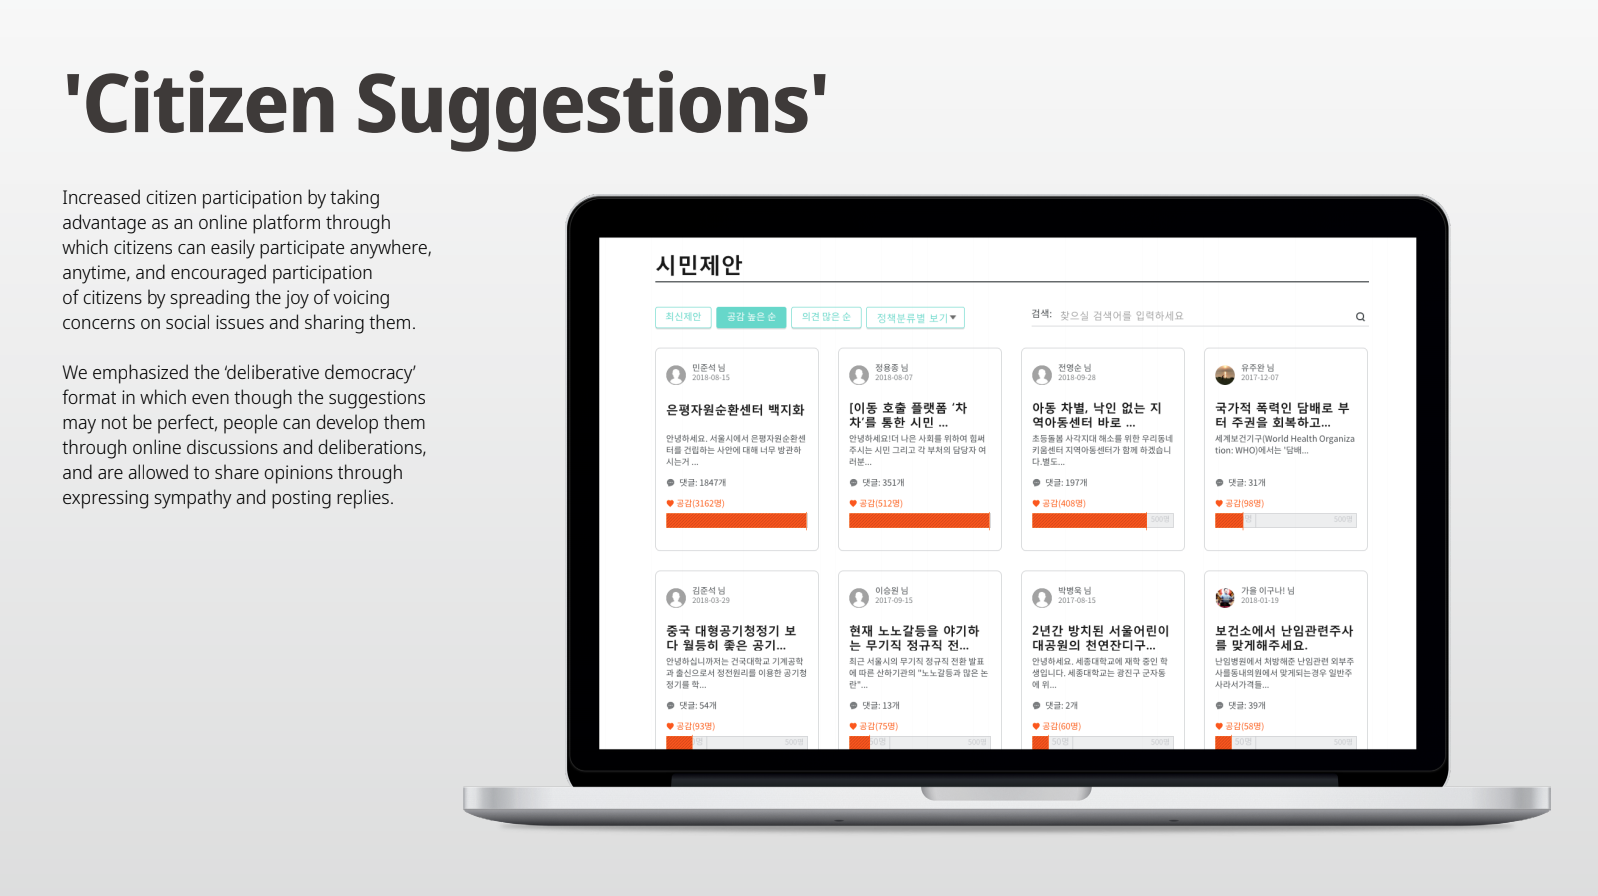 'Citizen Suggestions'
Increased citizen participation by taking
advantage as an online platform through
which citizens can easily participate anywhere,
anytime, and encouraged participation
of citizens by spreading the joy of voicing
concerns on social issues and sharing them.
We emphasized the ‘deliberative democracy’
format in which even though the suggestions
may not be perfect, people can develop them
through online discussions and deliberations,
and are allowed to share opinions through
expressing sympathy and posting replies.
시민제안
최신제안 공감 높은 순 의견 많은 순 정책분류별 보기
검색: 찾으실 검색어를 입력하세요
민준석 님
2018-08-15
은평자원순환센터 백지화
안녕하세요. 서울시에서 은평자원순환센
터를 건립하는 사안에 대해 너무 방관하
시는거 ...
댓글: 1847개
공감(3162명)
정용종 님
2018-08-07
[이동 호출 플랫폼 ‘차
차’를 통한 시민 ...
안녕하세요!더 나은 사회를 위하여 힘써
주시는 시민 그리고 각 부처의 담당자 여
러분...
댓글: 351개
공감(512명)
전명순 님
2018-09-28
아동 차별, 낙인 없는 지
역아동센터 바로 ...
초등돌봄 사각지대 해소를 위한 우리동네
키움센터 지역아동센터가 함께 하겠습니
다.별도...
댓글: 197개
공감(408명)
500명
유주완 님
2017-12-07
국가적 폭력인 담배로 부
터 주권을 회복하고...
세계보건기구(World Health Organiza
tion: WHO)에서는 '담배...
댓글: 31개
공감(98명)
명 500명
김준석 님
2018-03-29
중국 대형공기청정기 보
다 월등히 좋은 공기...
안녕하십니까저는 건국대학교 기계공학
과 출신으로서 정전원리를 이용한 공기청
정기를 학...
댓글: 54개
공감(93명)
명 500명
이승원 님
2017-09-15
현재 노노갈등을 야기하
는 무기직 정규직 전...
최근 서울시의 무기직 정규직 전환 발표
에 따른 산하기관의 "노노갈등과 많은 논
란"...
댓글: 13개
공감(75명)
50명 500명
박병욱 님
2017-08-15
2년간 방치된 서울어린이
대공원의 천연잔디구...
안녕하세요. 세종대학교에 재학 중인 학
생입니다. 세종대학교는 광진구 군자동
에 위...
댓글: 2개
공감(60명)
50명 500명
가을 이구나! 님
2018-01-19
보건소에서 난임관련주사
를 맞게해주세요.
난임병원에서 처방해준 난임관련 외부주
사를동내의원에서 맞게되는경우 일반주
사라서가격들...
댓글: 39개
공감(58명)
50명 500명